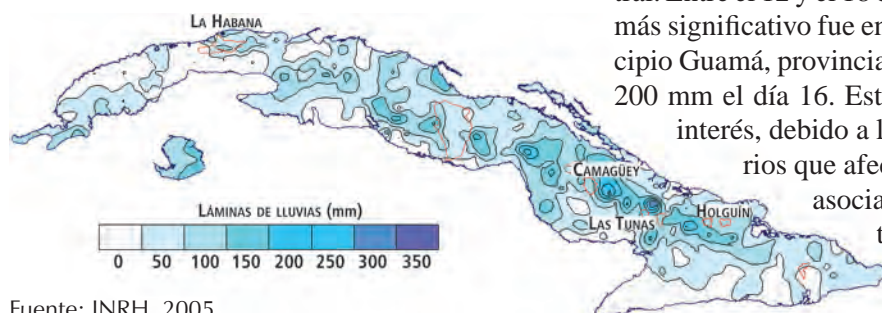 más significativo fue en
cipio Guamá, provincia
200 mm el día 16. Est
interés, debido a l
rios que afec
asocia
t
LA HABANA
CAMAGÜEY
LAS TUNAS
HOLGUÍN
LÁMINAS DE LLUVIAS (mm)
0 50 100 150 200 250 300 350
Fuente: INRH, 2005